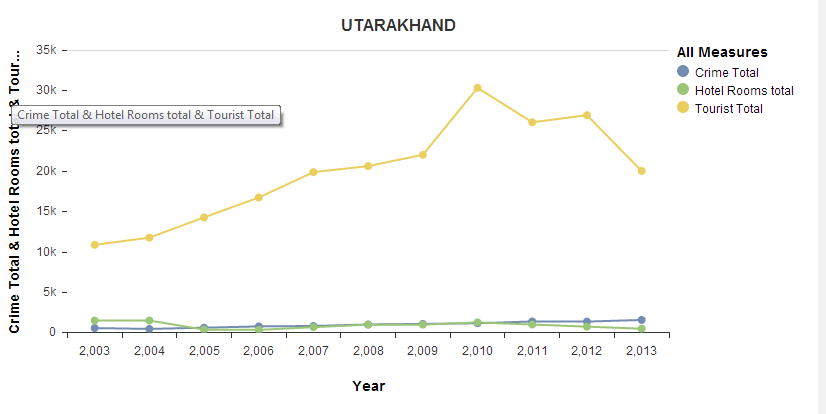 UTARAKHAND
Crime Total & Hotel Rooms total & Tour...
35k
30k
25k
20k
15k
10k
5k
0
Crime Total & Hotel Rooms total & Tourist Total
2,003 2,004 2,005 2,006 2,007 2,008 2,009 2,010 2,011 2,012 2,013
Year
All Measures
Crime Total
Hotel Rooms total
Tourist Total